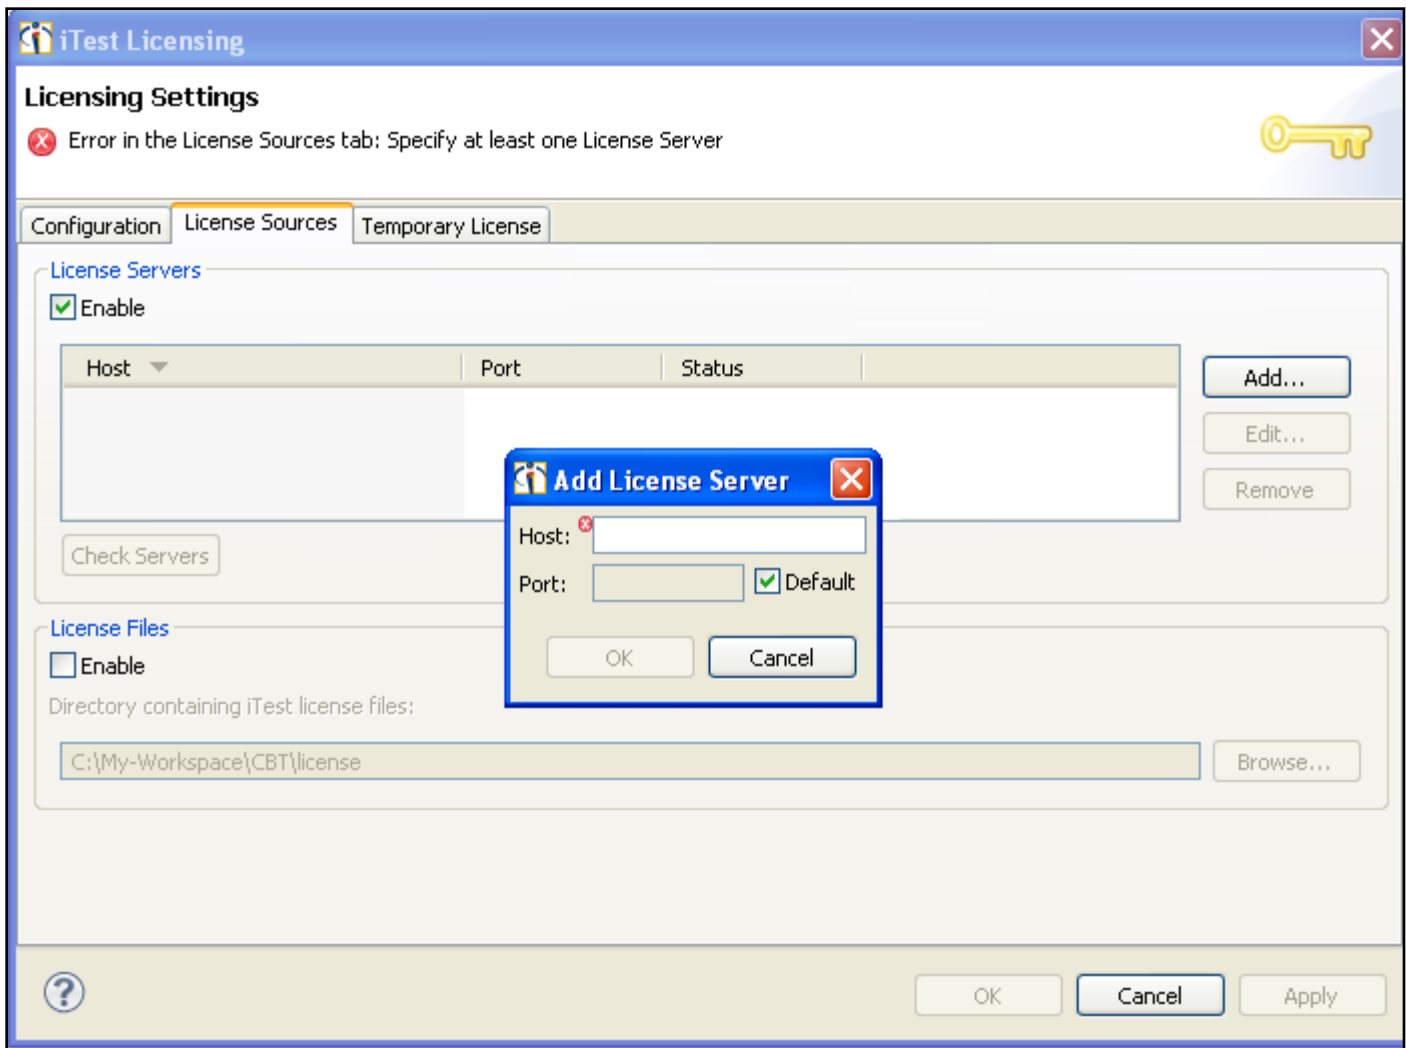 iTest Licensing
Licensing Settings
Error in the License Sources tab: Specify at least one License Server
Configuration License Sources Temporary License
License Servers
Enable
Host Port Status
Add...
Edit...
Remove
Check Servers
Add License Server
Host:
Port: Default
OK Cancel
License Files
Enable
Directory containing iTest license files:
C:\My-Workspace\CBT\license Browse...
? OK Cancel Apply